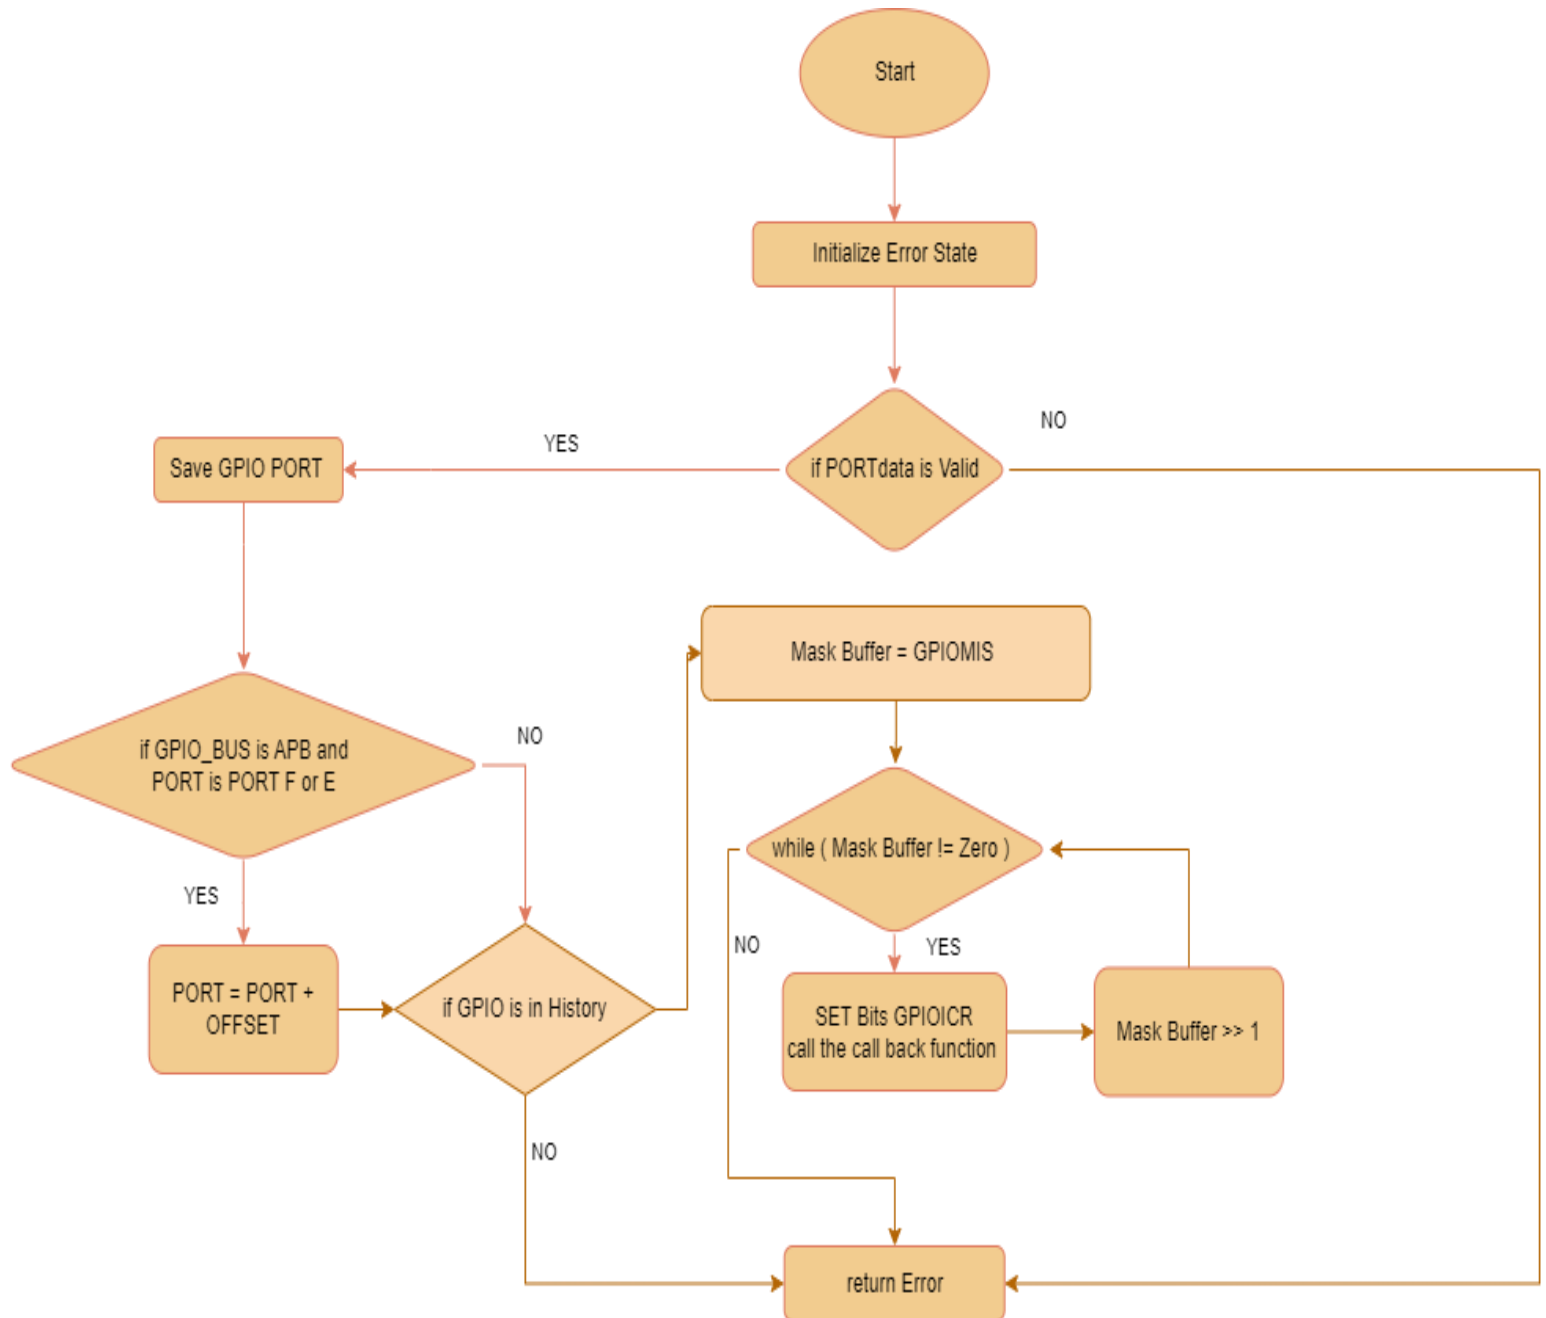 Start
Initialize Error State
NO
YES
Save GPIO PORT
if PORTdata is Valid
Mask Buffer = GPIOMIS
NO
if GPIO_BUS is APB and
PORT is PORT F or E
while ( Mask Buffer != Zero )
YES
NO
YES
PORT = PORT +
OFFSET
if GPIO is in History
SET Bits GPIOICR
call the call back function
Mask Buffer >> 1
NO
return Error